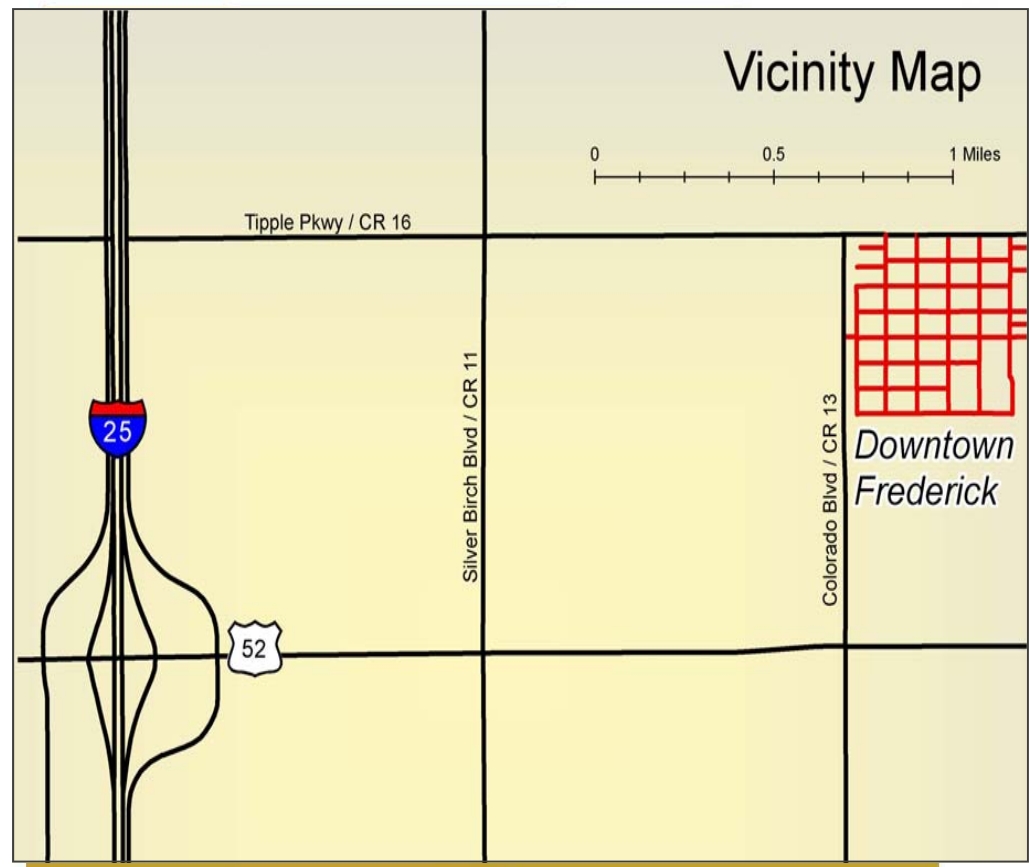 Vicinity Map
0 0.5 1 Miles
Tipple Pkwy / CR 16
Silver Birch Blvd / CR 11
Colorado Blvd / CR 13
25
Downtown
Frederick
52